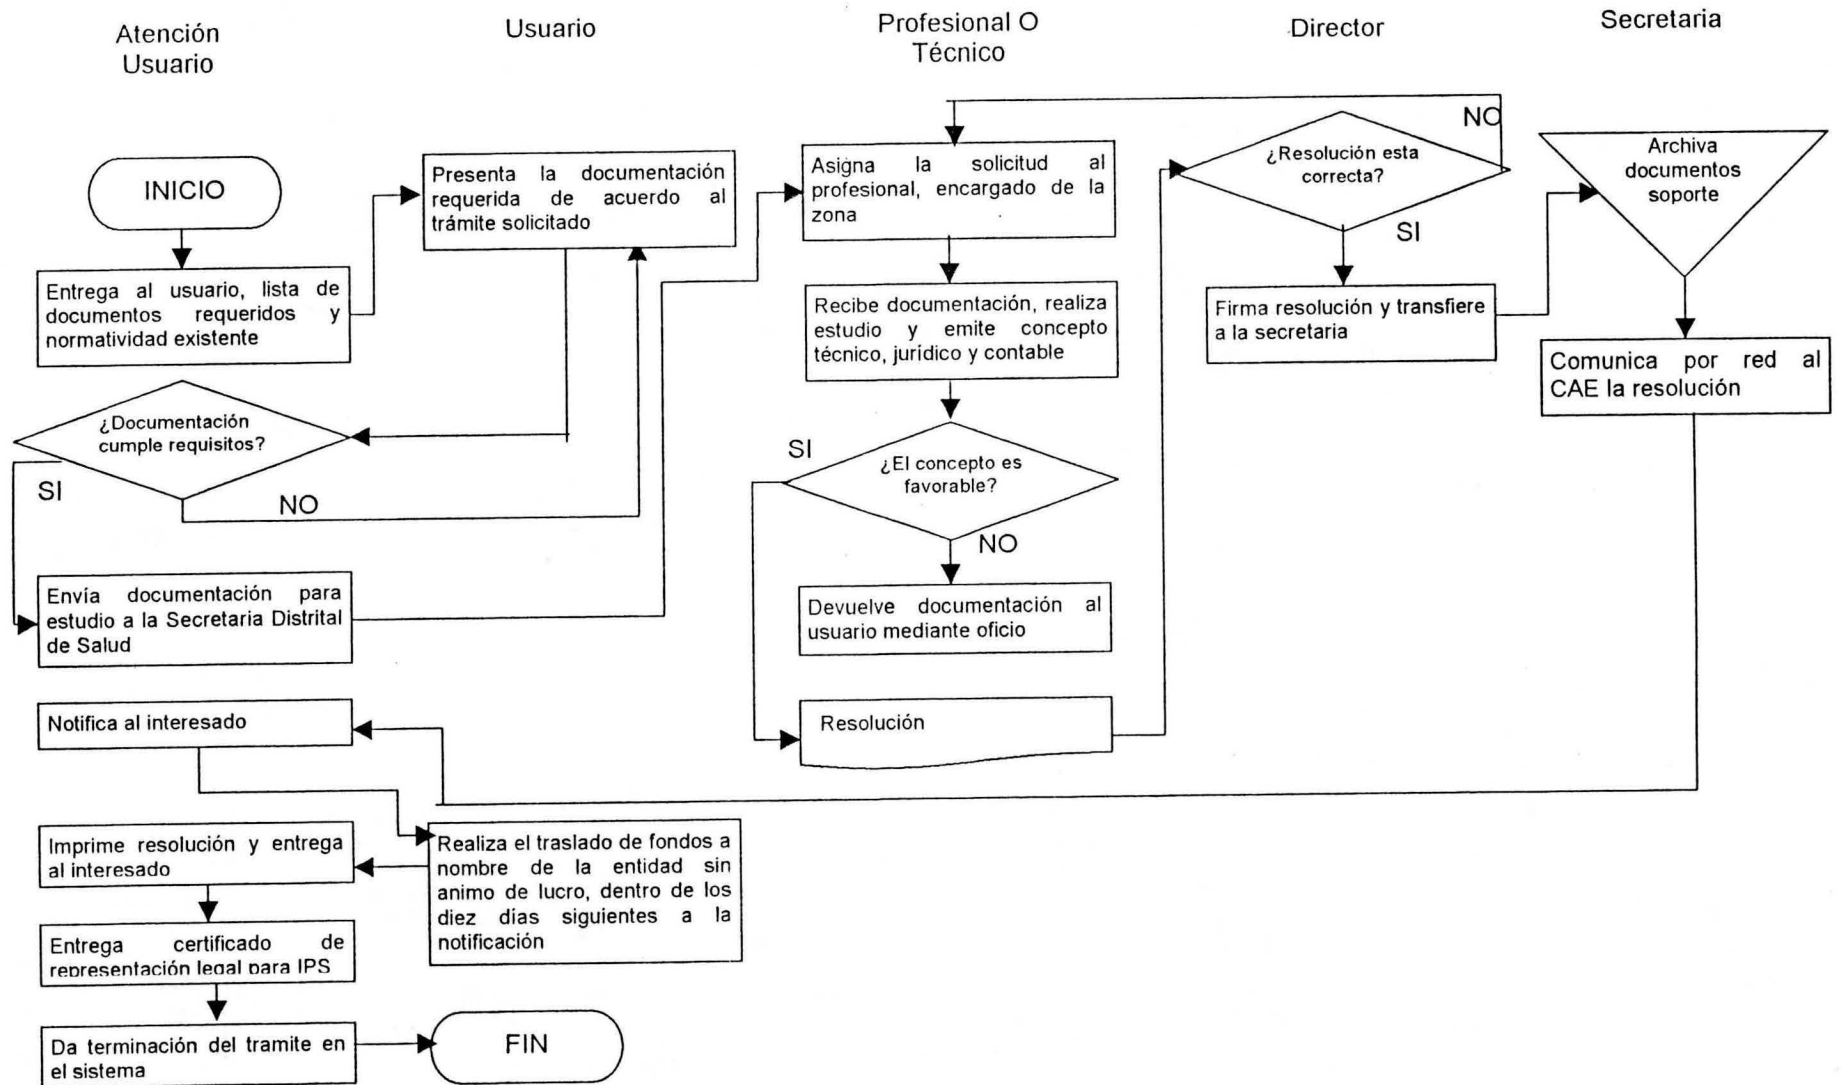 Atención
Usuario
Usuario
Profesional O
Técnico
Director
Secretaria
INICIO
Entrega al usuario, lista de
documentos requeridos y
normatividad existente
Presenta la documentación
requerida de acuerdo al
trámite solicitado
¿Documentación
cumple requisitos?
SI
NO
Envía documentación para
estudio a la Secretaria Distrital
de Salud
Asigna la solicitud al
profesional, encargado de la
zona
Recibe documentación, realiza
estudio y emite concepto
técnico, jurídico y contable
¿El concepto es
favorable?
SI
NO
Devuelve documentación al
usuario mediante oficio
Resolución
¿Resolución esta
correcta?
NO
SI
Firma resolución y transfiere
a la secretaria
Archiva
documentos
soporte
Comunica por red al
CAE la resolución
Notifica al interesado
Realiza el traslado de fondos a
nombre de la entidad sin
animo de lucro, dentro de los
diez días siguientes a la
notificación
Imprime resolución y entrega
al interesado
Entrega certificado de
representación legal para IPS
Da terminación del tramite en
el sistema
FIN